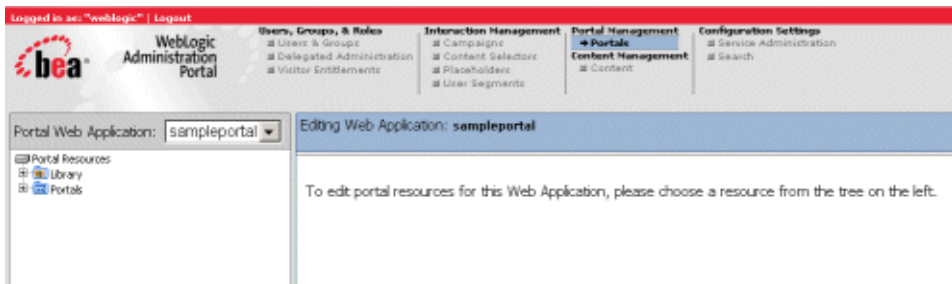 Logged in as: "weblogic" | Logout
bea
WebLogic
Administration
Portal
Users, Groups, & Roles
Users & Groups
Delegated Administration
Visitor Entitlements
Interaction Management
Campaigns
Content Selectors
Placeholders
User Segments
Portal Management
Portals
Content Management
Content
Configuration Settings
Service Administration
Search
Portal Web Application: sampleportal
Portal Resources
Library
Portals
Editing Web Application: sampleportal
To edit portal resources for this Web Application, please choose a resource from the tree on the left.